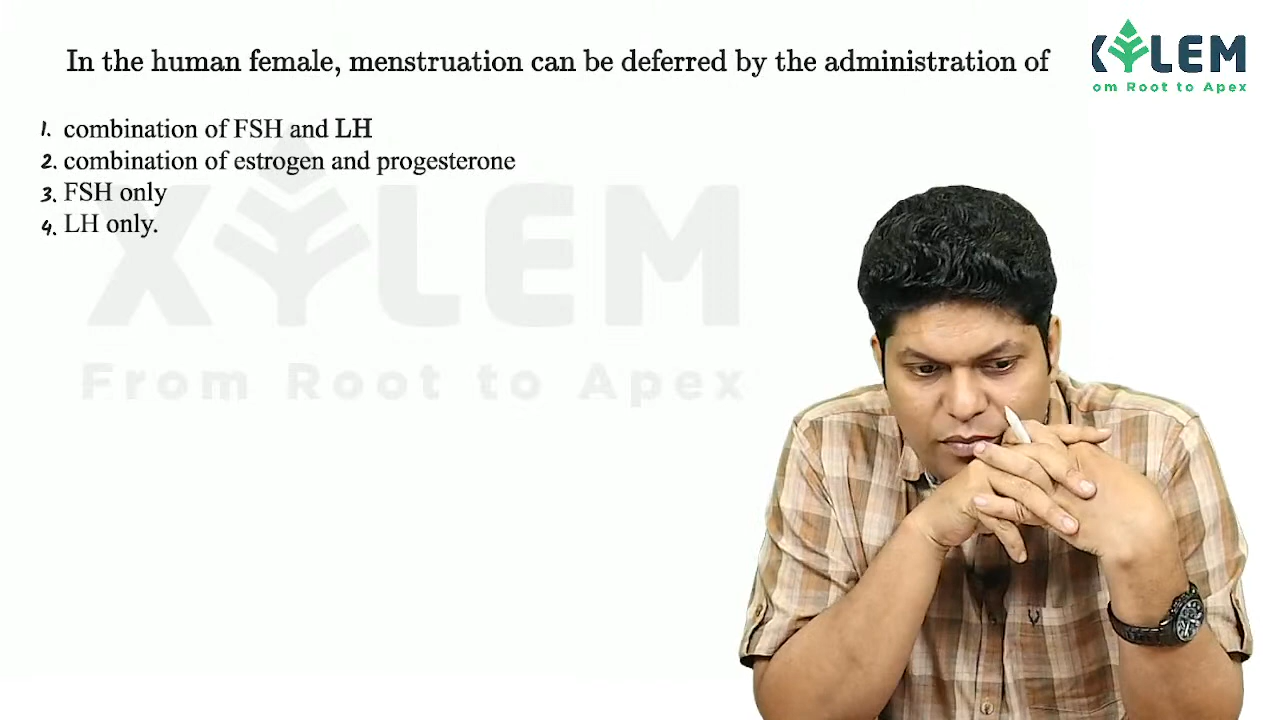 In the human female, menstruation can be deferred by the administration of
XYLEM
om Root to Apex
1. combination of FSH and LH
2. combination of estrogen and progesterone
3. FSH only
4. LH only.
XYLEM
From Root to Apex